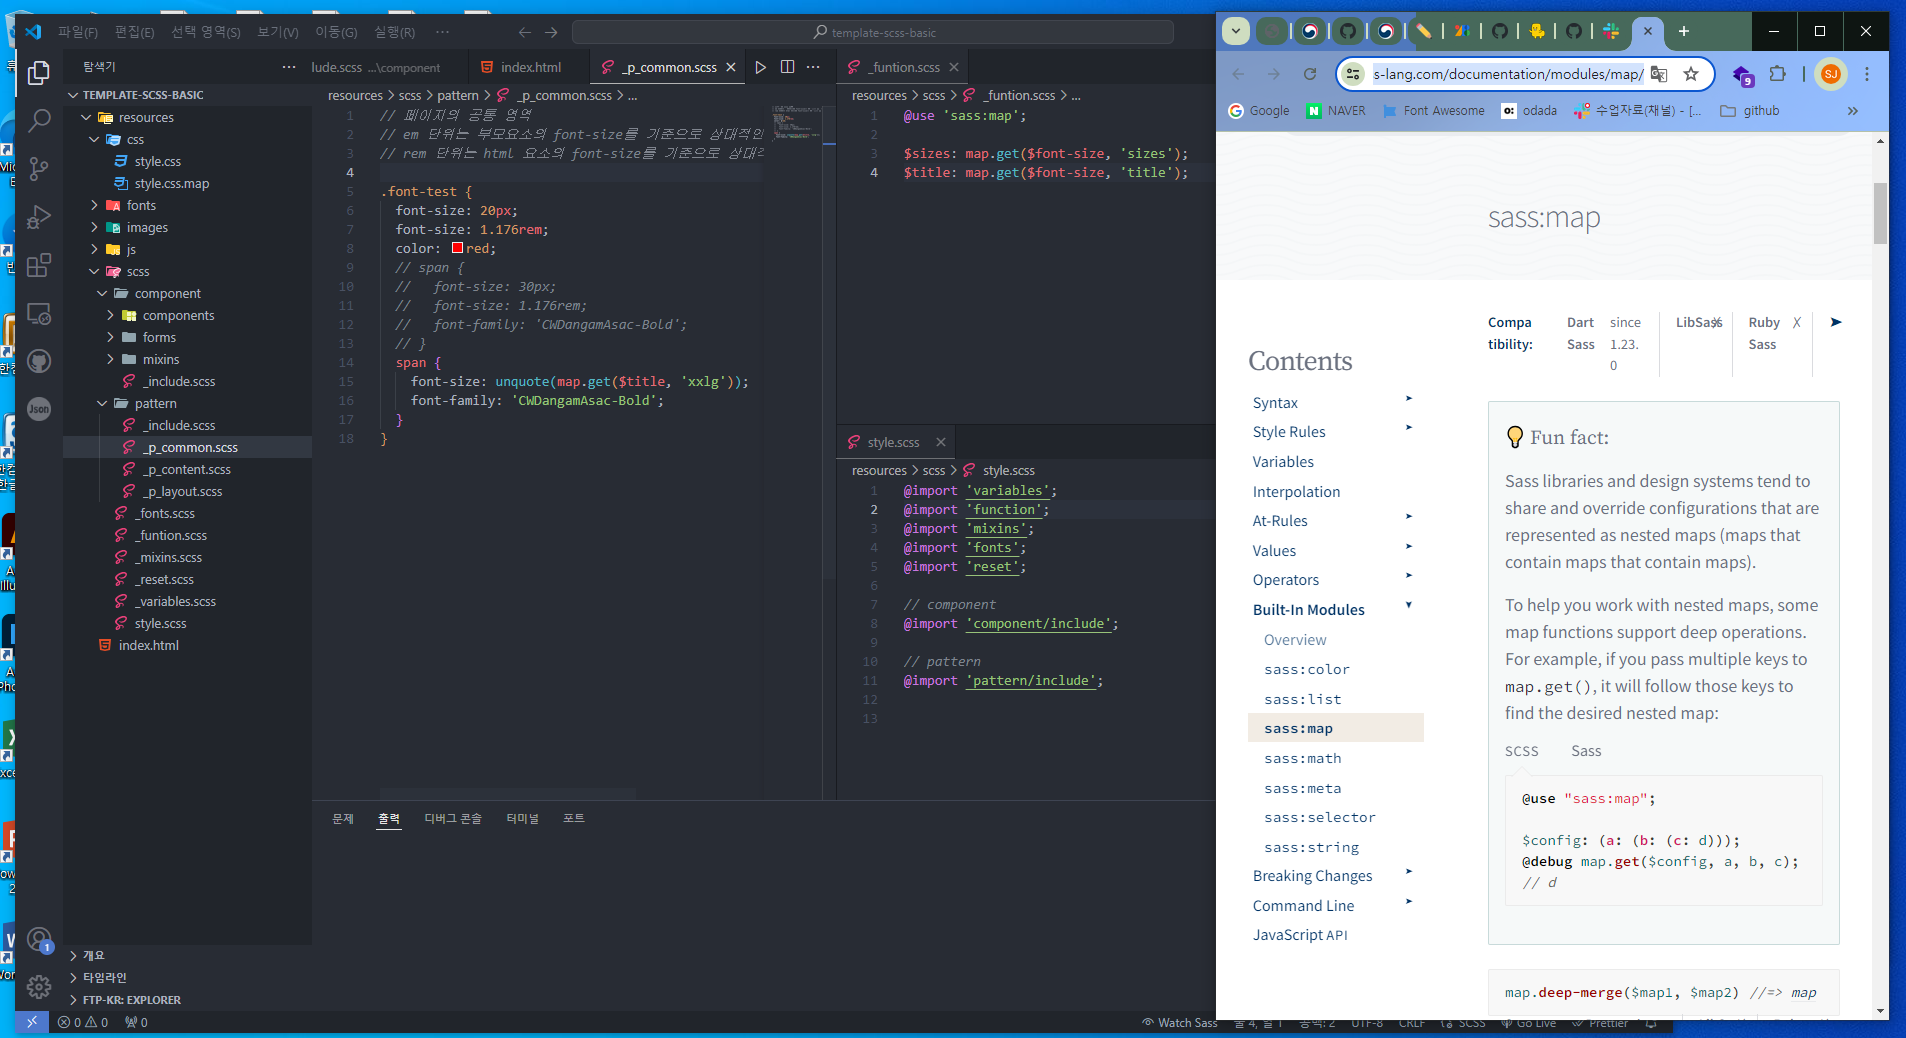 파일(F) 편집(E) 선택 영역(S) 보기(V) 이동(G) 실행(R) ···
template-scss-basic
탐색기
lude.scss ...\component
index.html
_p_common.scss
TEMPLATE-SCSS-BASIC
resources
css
style.css
style.css.map
fonts
images
js
scss
component
components
forms
mixins
_include.scss
pattern
_include.scss
_p_common.scss
_p_content.scss
_p_layout.scss
_fonts.scss
_funtion.scss
_mixins.scss
_reset.scss
_variables.scss
style.scss
index.html
개요
타임라인
FTP-KR: EXPLORER
resources > scss > pattern > _p_common.scss > ...
1 // 페이지의 공통 영역
2 // em 단위는 부모요소의 font-size를 기준으로 상대적인
3 // rem 단위는 html 요소의 font-size를 기준으로
4
5 .font-test {
6 font-size: 20px;
7 font-size: 1.176rem;
8 color: red;
9 // span {
10 //   font-size: 30px;
11 //   font-size: 1.176rem;
12 //   font-family: 'CWDangamAsac-Bold';
13 // }
14 span {
15 font-size: unquote(map.get($title, 'xxlg'));
16 font-family: 'CWDangamAsac-Bold';
17 }
18 }
_funtion.scss
resources > scss > _funtion.scss > ...
1 @use 'sass:map';
2
3 $sizes: map.get($font-size, 'sizes');
4 $title: map.get($font-size, 'title');
style.scss
resources > scss > style.scss
1 @import 'variables';
2 @import 'function';
3 @import 'mixins';
4 @import 'fonts';
5 @import 'reset';
6
7 // component
8 @import 'component/include';
9
10 // pattern
11 @import 'pattern/include';
12
13
문제 출력 디버그 콘솔 터미널 포트
0 0 0
Watch Sass 줄 4, 열 1 공백: 2 UTF-8 CRLF SCSS Go Live Prettier
s-lang.com/documentation/modules/map/
9
SJ
Google NAVER Font Awesome odada 수업자료(채널) - [... github
sass:map
Compa
tibility:
Dart
Sass
since
1.23.
0
LibSass X
Ruby
Sass
X
Contents
Syntax
Style Rules
Variables
Interpolation
At-Rules
Values
Operators
Built-In Modules
Overview
sass:color
sass:list
sass:map
sass:math
sass:meta
sass:selector
sass:string
Breaking Changes
Command Line
JavaScript API
Fun fact:
Sass libraries and design systems tend to
share and override configurations that are
represented as nested maps (maps that
contain maps that contain maps).
To help you work with nested maps, some
map functions support deep operations.
For example, if you pass multiple keys to
map.get(), it will follow those keys to
find the desired nested map:
SCSS Sass
@use "sass:map";
$config: (a: (b: (c: d)));
@debug map.get($config, a, b, c);
// d
map.deep-merge($map1, $map2) //=> map
Json
1